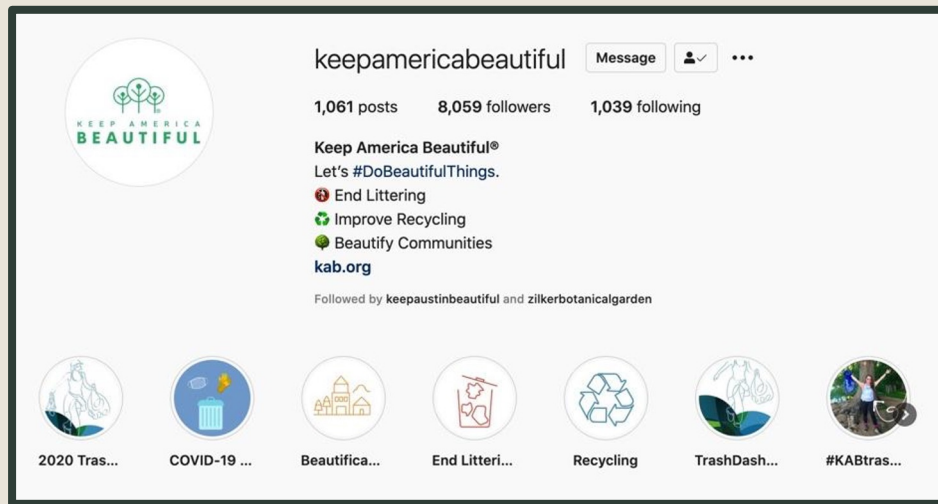 KEEP AMERICA
BEAUTIFUL
keepamericabeautiful Message
1,061 posts 8,059 followers 1,039 following
Keep America Beautiful®
Let's #DoBeautifulThings.
End Littering
Improve Recycling
Beautify Communities
kab.org
Followed by keepaustinbeautiful and zilkerbotanicalgarden
2020 Tras... COVID-19 ... Beautifica... End Litteri... Recycling TrashDash... #KABtras...